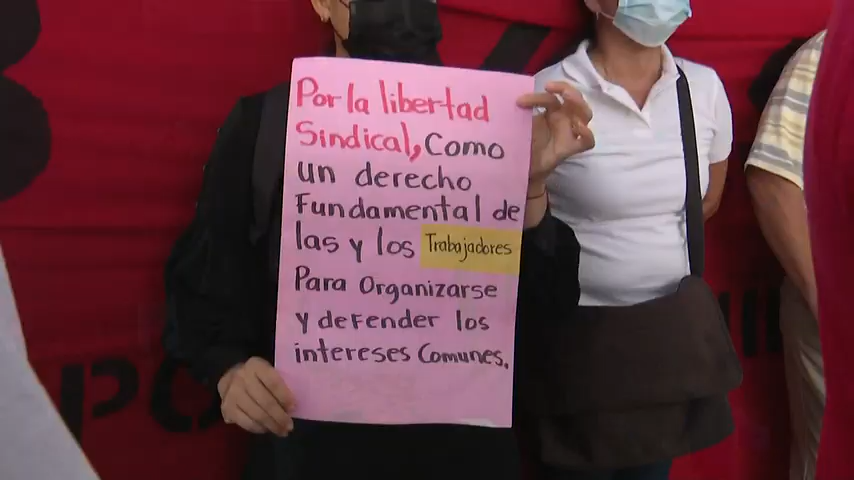 Por la libertad
Sindical, Como
un derecho
Fundamental de
las y los Trabajadores
Para Organizarse
y defender los
intereses Comunes.